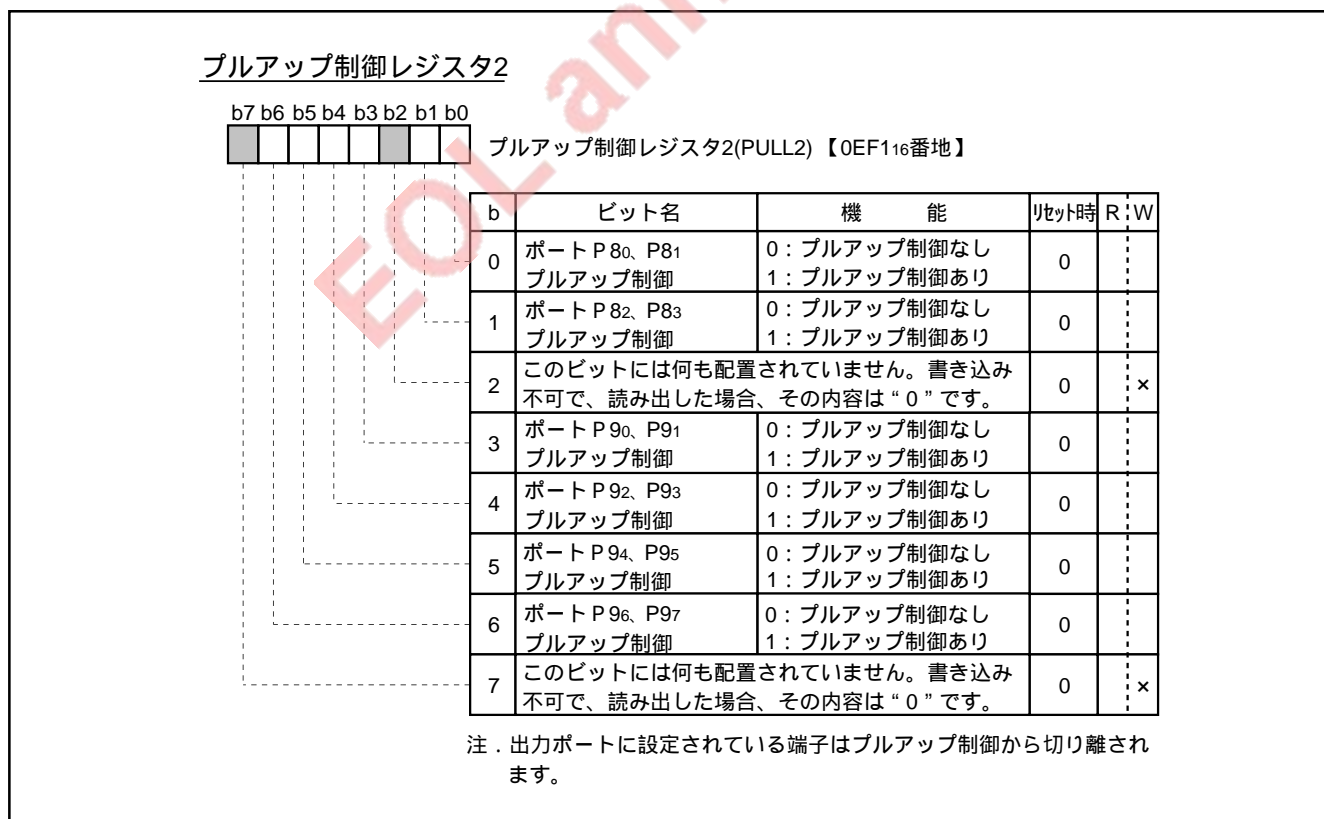 プルアップ制御レジスタ2
b7 b6 b5 b4 b3 b2 b1 b0
プルアップ制御レジスタ2(PULL2) 【0EF116番地】
b ビット名 機 能 リセット時 R W
0 ポートP80、P81 0：プルアップ制御なし 0
プルアップ制御 1：プルアップ制御あり
1 ポートP82、P83 0：プルアップ制御なし 0
プルアップ制御 1：プルアップ制御あり
2 このビットには何も配置されていません。書き込み 0 ×
不可で、読み出した場合、その内容は“0”です。
3 ポートP90、P91 0：プルアップ制御なし 0
プルアップ制御 1：プルアップ制御あり
4 ポートP92、P93 0：プルアップ制御なし 0
プルアップ制御 1：プルアップ制御あり
5 ポートP94、P95 0：プルアップ制御なし 0
プルアップ制御 1：プルアップ制御あり
6 ポートP96、P97 0：プルアップ制御なし 0
プルアップ制御 1：プルアップ制御あり
7 このビットには何も配置されていません。書き込み 0 ×
不可で、読み出した場合、その内容は“0”です。
注．出力ポートに設定されている端子はプルアップ制御から切り離され
ます。
EOL